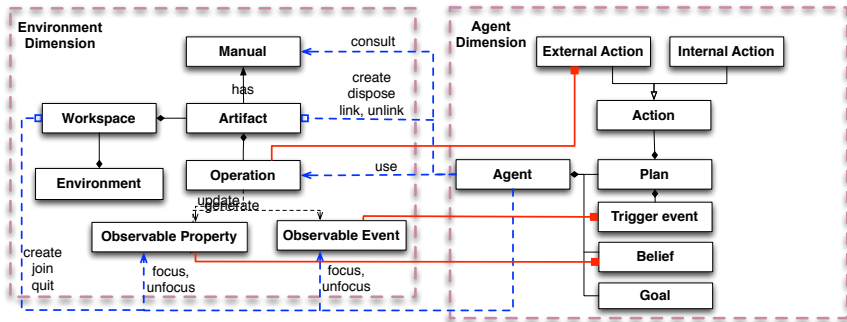 Environment
Dimension
Manual
consult
Agent
Dimension
External Action
Internal Action
has
create
dispose
link, unlink
Workspace
Artifact
Action
Environment
Operation
use
Agent
Plan
update
generate
Trigger event
Observable Property
Observable Event
create
join
quit
focus,
unfocus
focus,
unfocus
Belief
Goal